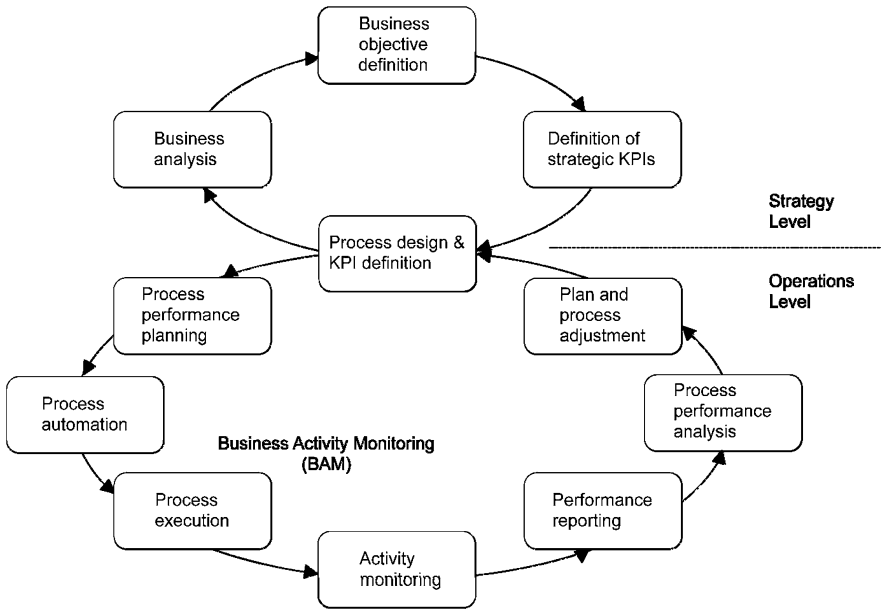 Business
objective
definition
Business
analysis
Definition of
strategic KPIs
Strategy
Level
Process design &
KPI definition
Operations
Level
Process
performance
planning
Plan and
process
adjustment
Process
automation
Process
performance
analysis
Business Activity Monitoring
(BAM)
Process
execution
Performance
reporting
Activity
monitoring